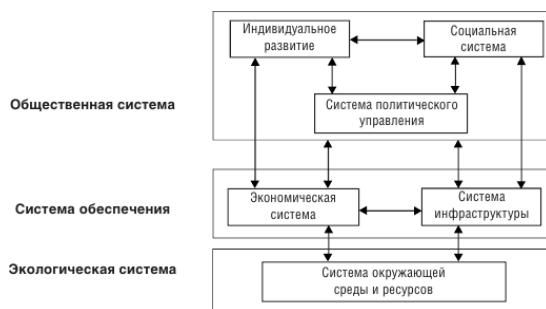 Индивидуальное
развитие
Социальная
система
Общественная система
Система политического
управления
Система обеспечения
Экономическая
система
Система
инфраструктуры
Экологическая система
Система окружающей
среды и ресурсов